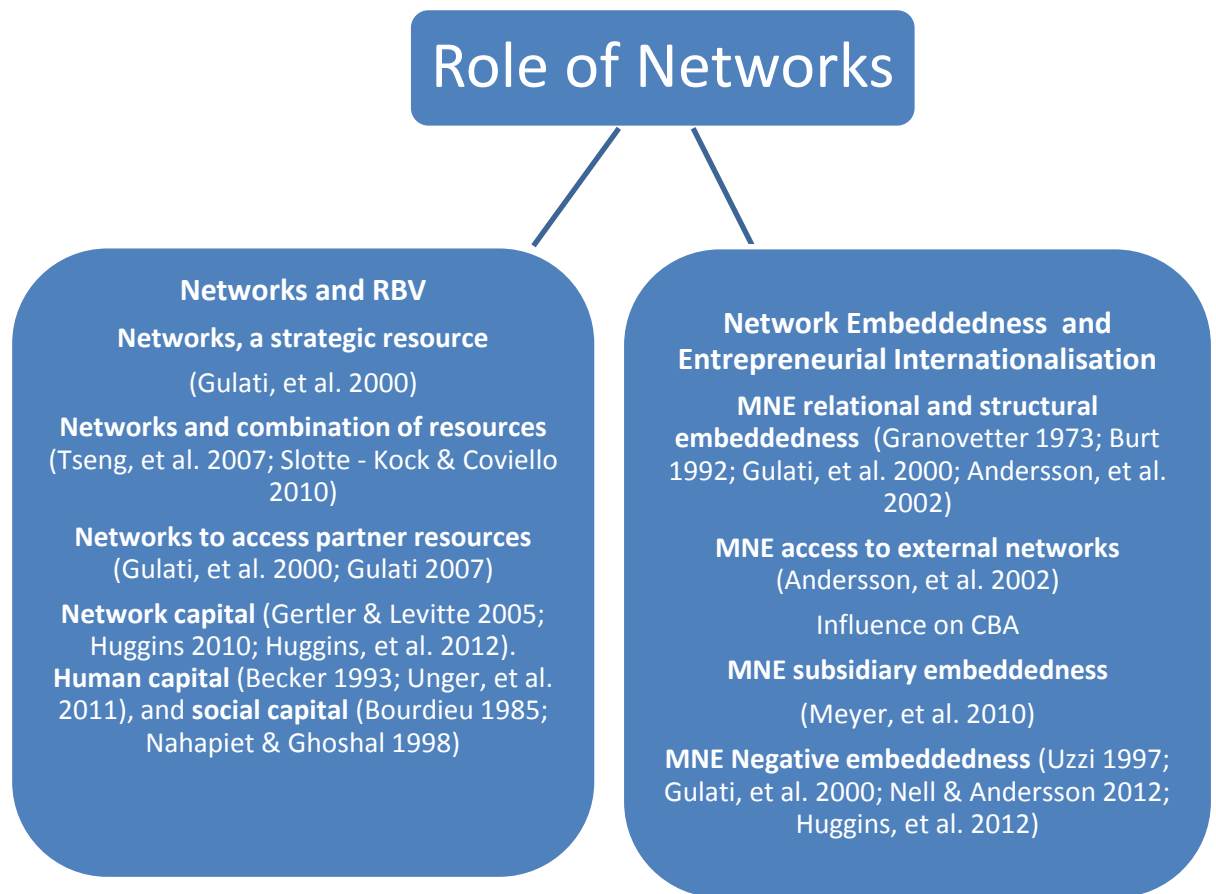 Role of Networks
Networks and RBV
Networks, a strategic resource
(Gulati, et al. 2000)
Networks and combination of resources
(Tseng, et al. 2007; Slotte - Kock & Coviello
2010)
Networks to access partner resources
(Gulati, et al. 2000; Gulati 2007)
Network capital (Gertler & Levitte 2005;
Huggins 2010; Huggins, et al. 2012).
Human capital (Becker 1993; Unger, et al.
2011), and social capital (Bourdieu 1985;
Nahapiet & Ghoshal 1998)
Network Embeddedness and
Entrepreneurial Internationalisation
MNE relational and structural
embeddedness (Granovetter 1973; Burt
1992; Gulati, et al. 2000; Andersson, et al.
2002)
MNE access to external networks
(Andersson, et al. 2002)
Influence on CBA
MNE subsidiary embeddedness
(Meyer, et al. 2010)
MNE Negative embeddedness (Uzzi 1997;
Gulati, et al. 2000; Nell & Andersson 2012;
Huggins, et al. 2012)